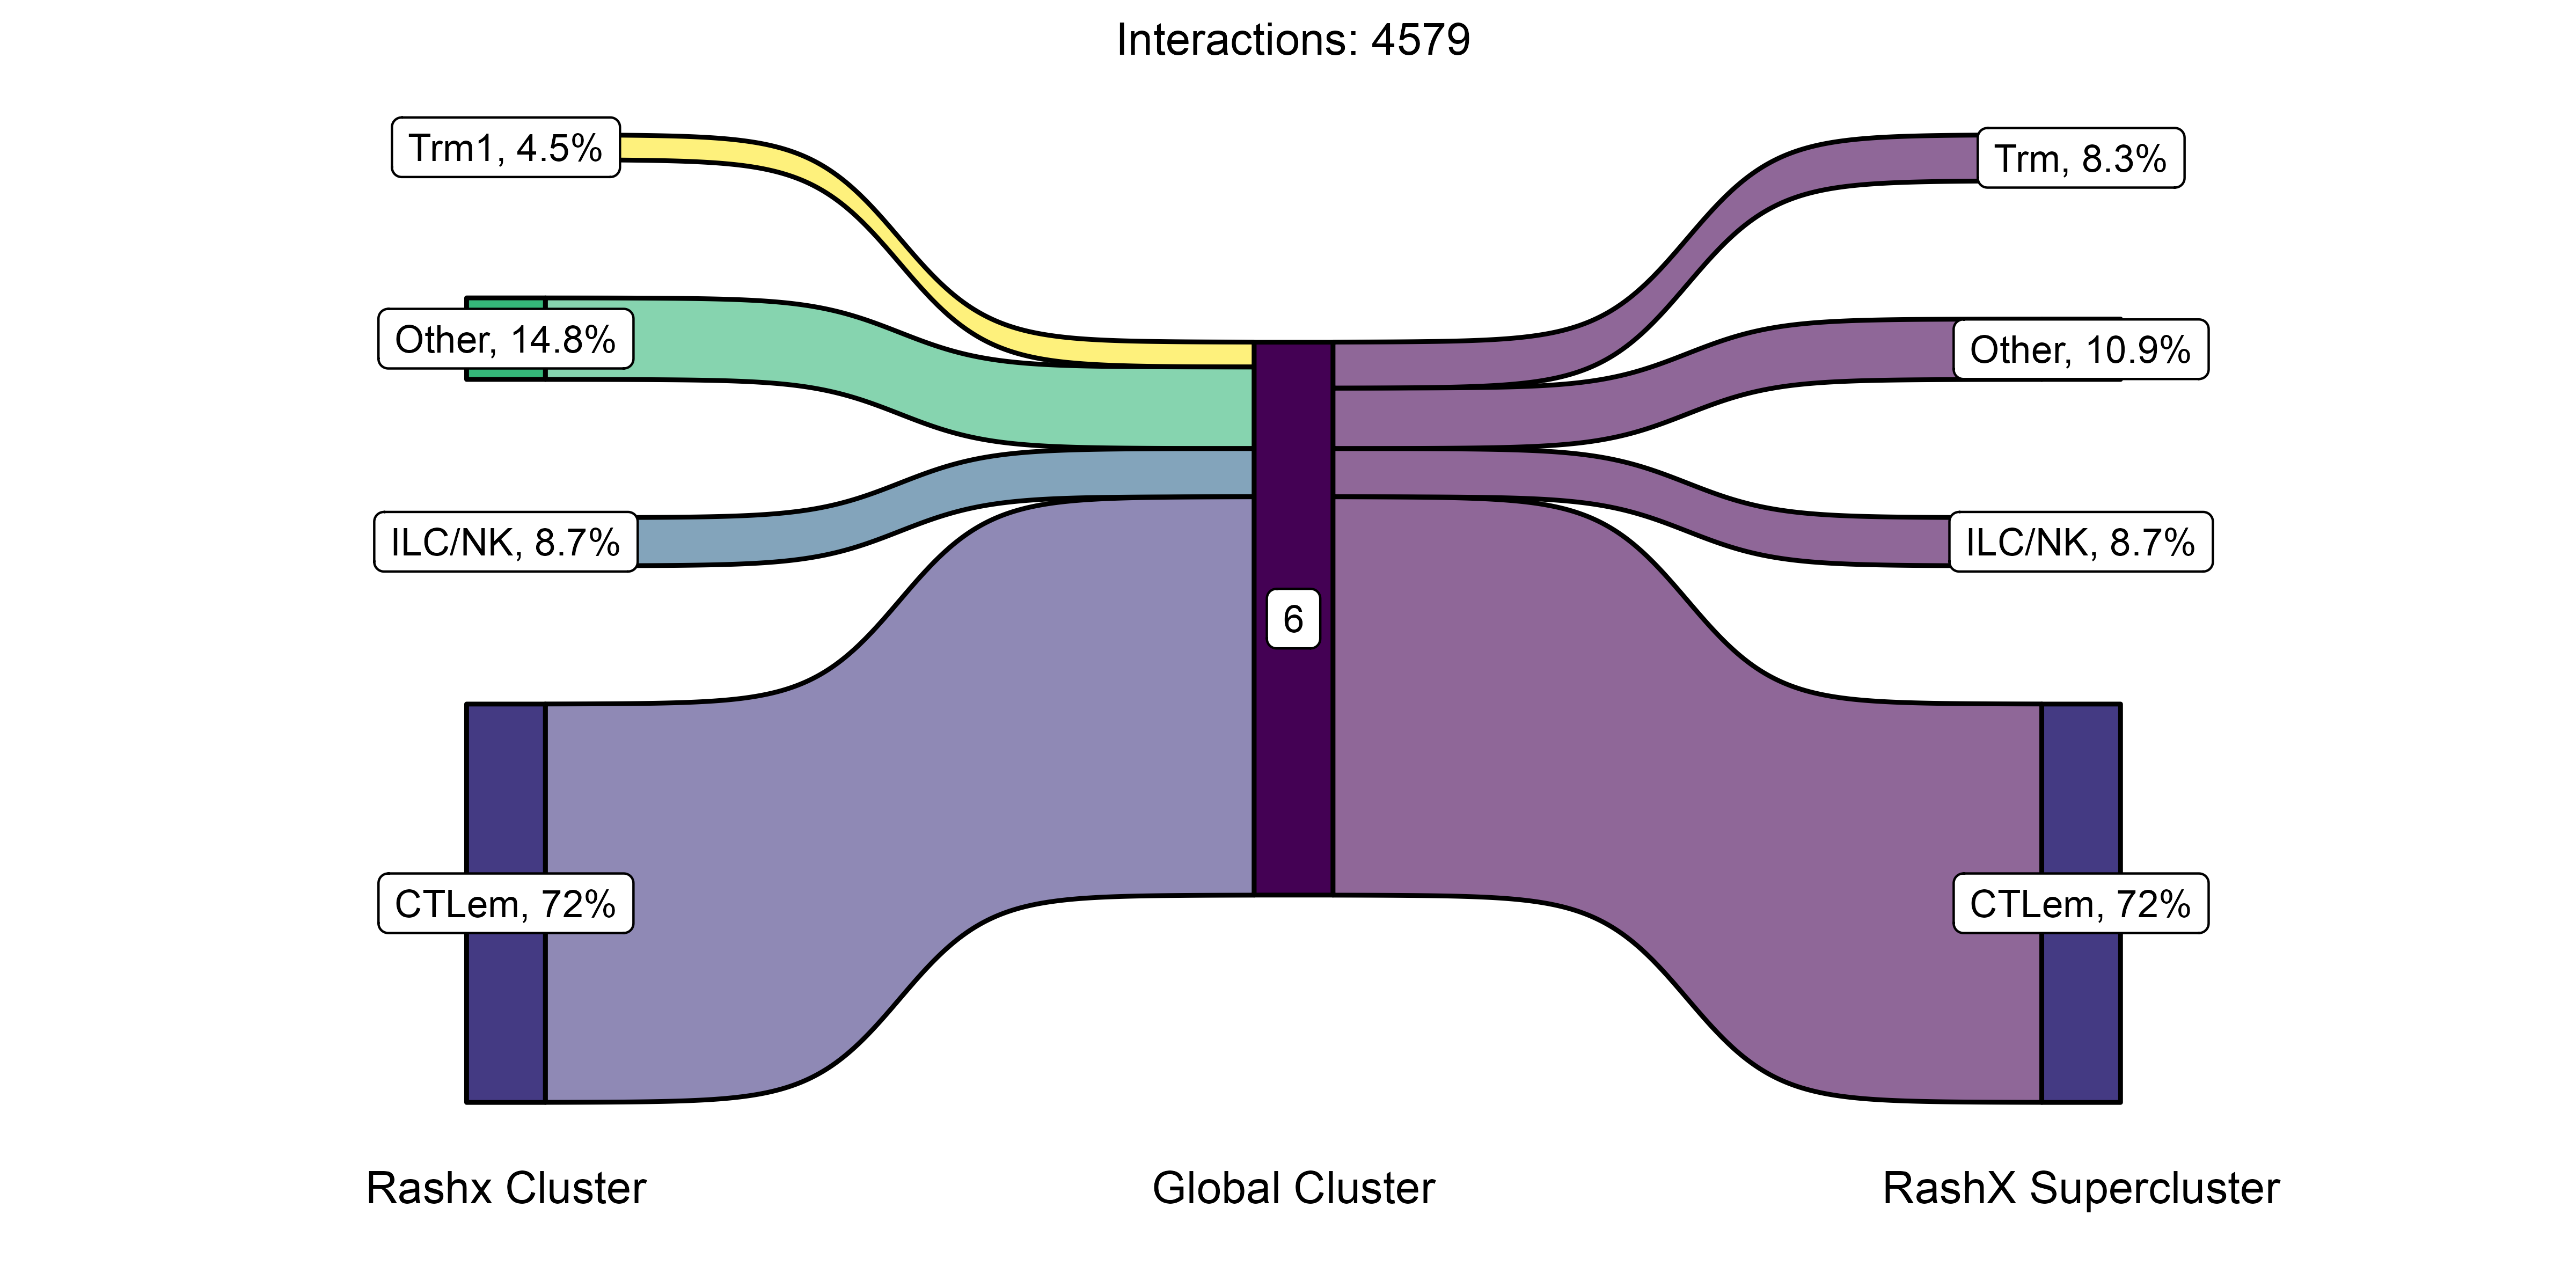 Interactions: 4579
Trm1, 4.5%
Other, 14.8%
ILC/NK, 8.7%
CTLem, 72%
6
Trm, 8.3%
Other, 10.9%
ILC/NK, 8.7%
CTLem, 72%
Rashx Cluster
Global Cluster
RashX Supercluster